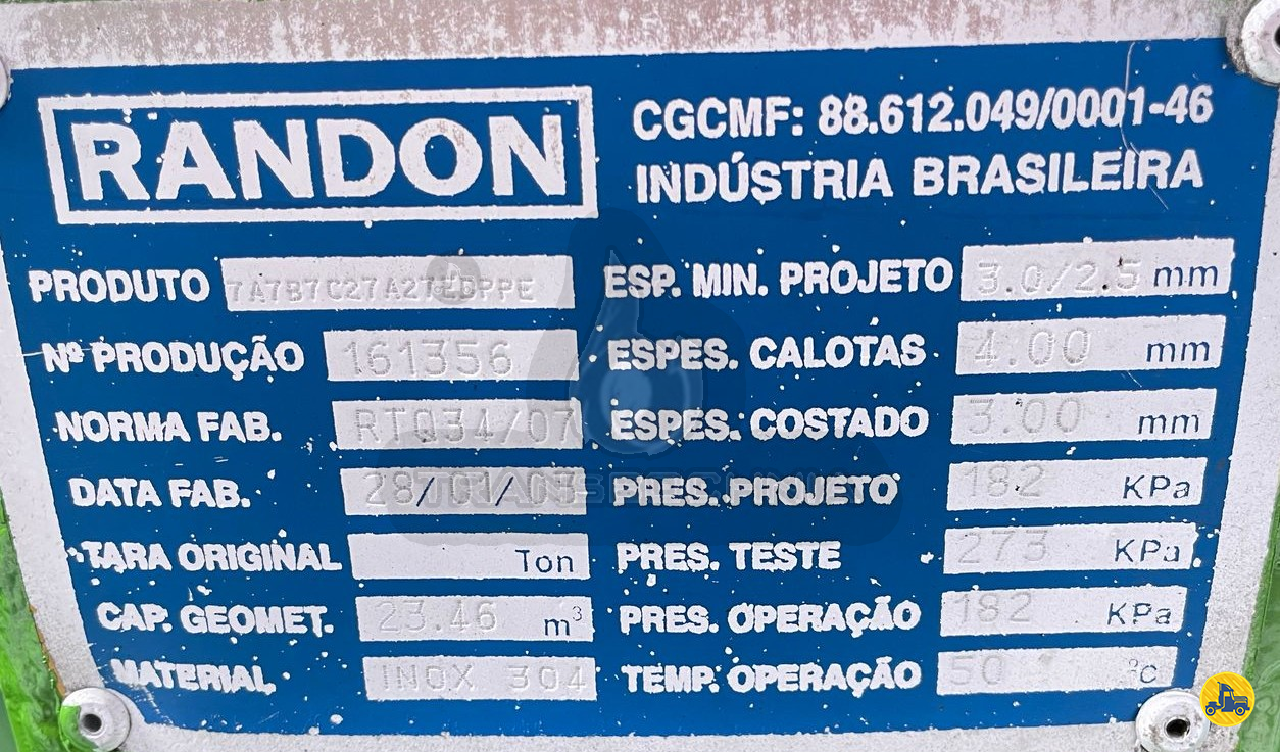 RANDON
CGCMF: 88.612.049/0001-46
INDÚSTRIA BRASILEIRA
PRODUTO
Nº PRODUÇÃO 161356
NORMA FAB. RTQ34/07
DATA FAB. 28/01/
TARA ORIGINAL Ton
CAP. GEOMET. 23.46 m³
MATERIAL INOX 304
ESP. MIN. PROJETO 3.0/2.5 mm
ESPES. CALOTAS 4.00 mm
ESPES. COSTADO 3.00 mm
PRES. PROJETO 182 KPa
PRES. TESTE 273 KPa
PRES. OPERAÇÃO 182 KPa
TEMP. OPERAÇÃO 50 °c